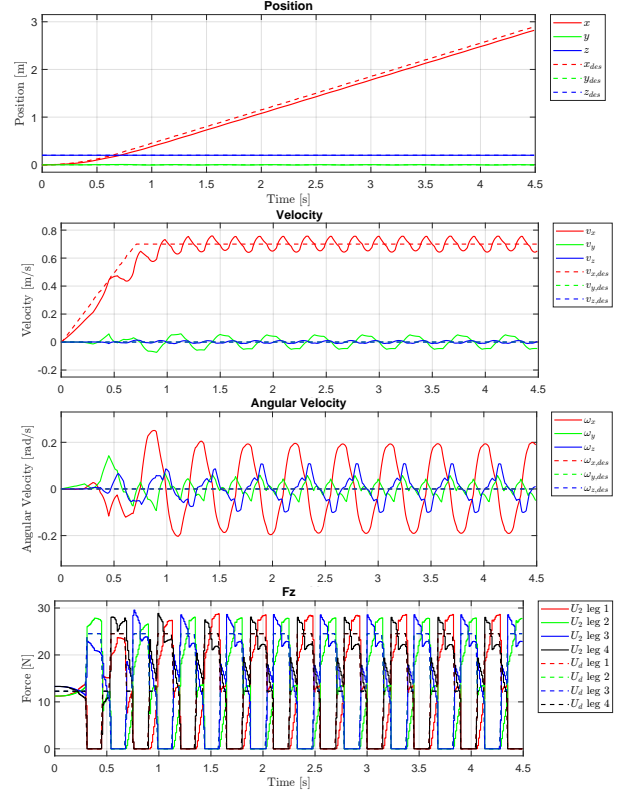 Position
3
2
1
0
Position [m]
0 0.5 1 1.5 2 2.5 3 3.5 4 4.5
Time [s]
x
y
z
x_des
y_des
z_des
Velocity
0.8
0.6
0.4
0.2
0
-0.2
Velocity [m/s]
0 0.5 1 1.5 2 2.5 3 3.5 4 4.5
v_x
v_y
v_z
v_x,des
v_y,des
v_z,des
Angular Velocity
0.2
0
-0.2
Angular Velocity [rad/s]
0 0.5 1 1.5 2 2.5 3 3.5 4 4.5
ω_x
ω_y
ω_z
ω_x,des
ω_y,des
ω_z,des
Fz
30
20
10
0
Force [N]
0 0.5 1 1.5 2 2.5 3 3.5 4 4.5
Time [s]
U_2 leg 1
U_2 leg 2
U_2 leg 3
U_2 leg 4
U_d leg 1
U_d leg 2
U_d leg 3
U_d leg 4